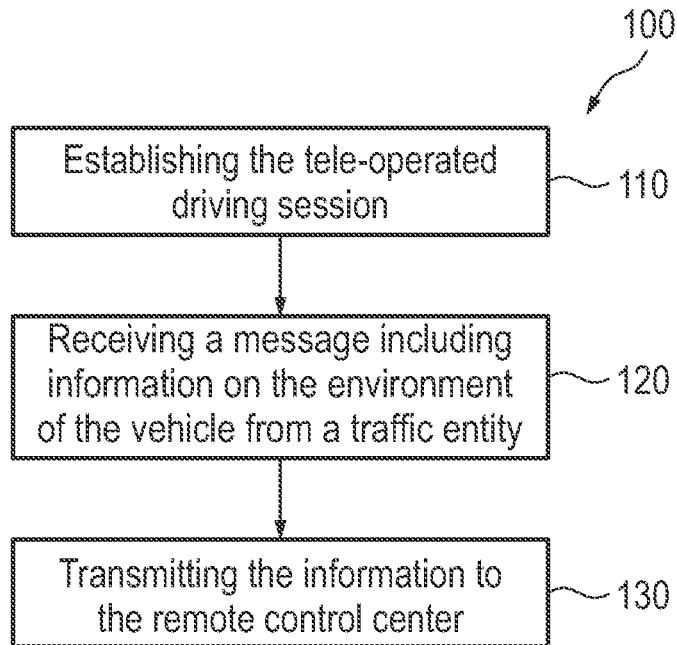 100
Establishing the tele-operated
driving session
110
Receiving a message including
information on the environment
of the vehicle from a traffic entity
120
Transmitting the information to
the remote control center
130